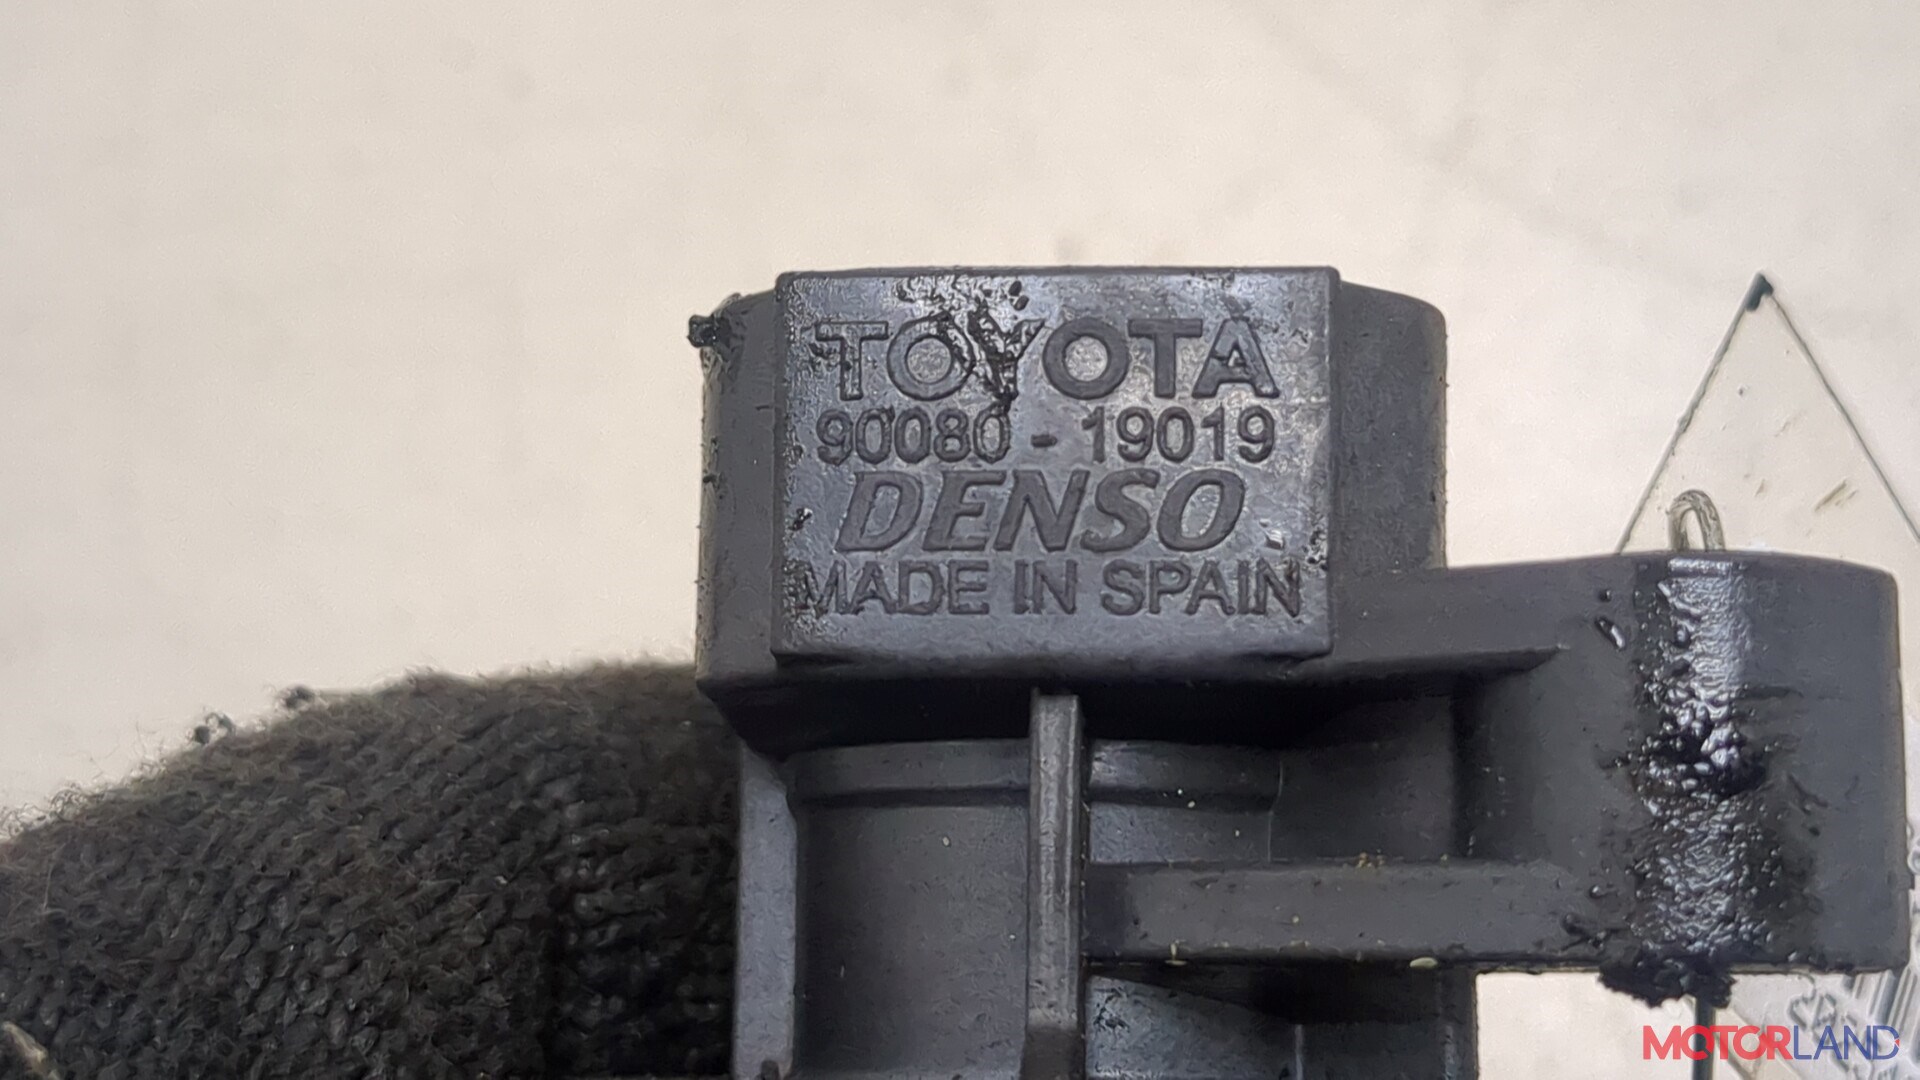 TOYOTA
90080 - 19019
DENSO
MADE IN SPAIN
MOTORLAND